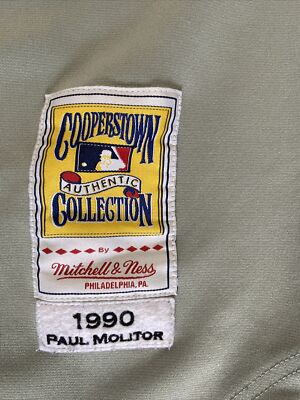 COOPERSTOWN
AUTHENTIC
COLLECTION
By
Mitchell & Ness
PHILADELPHIA, PA.
1990
PAUL MOLITOR